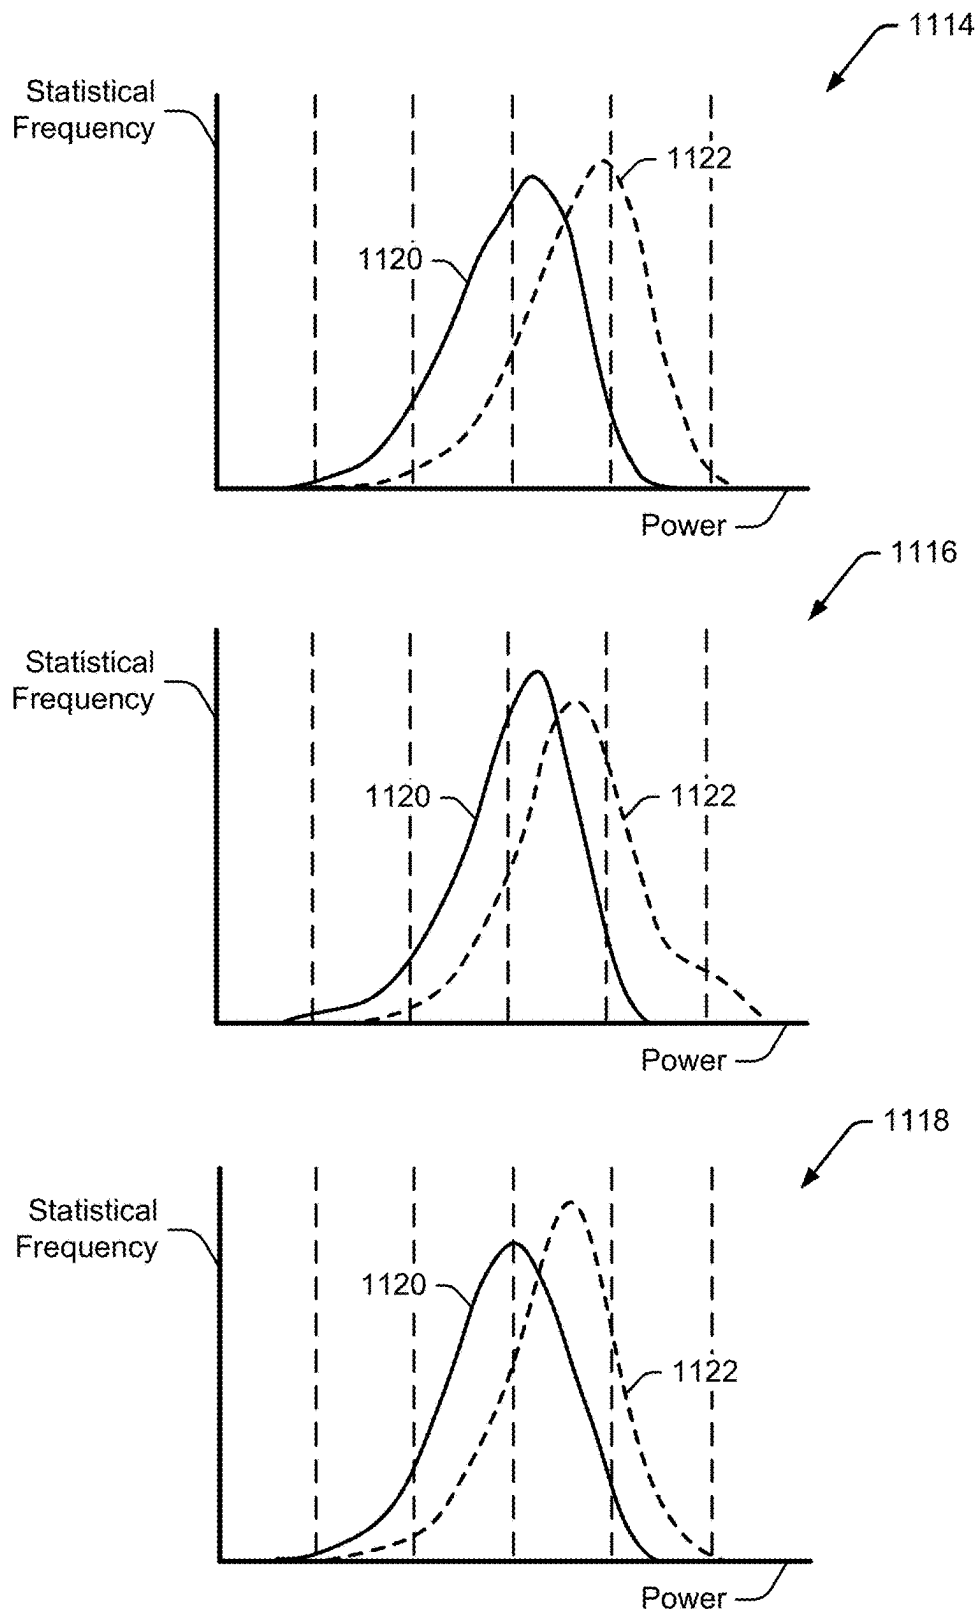 1114
Statistical
Frequency
1122
1120
Power
1116
Statistical
Frequency
1120
1122
Power
1118
Statistical
Frequency
1120
1122
Power